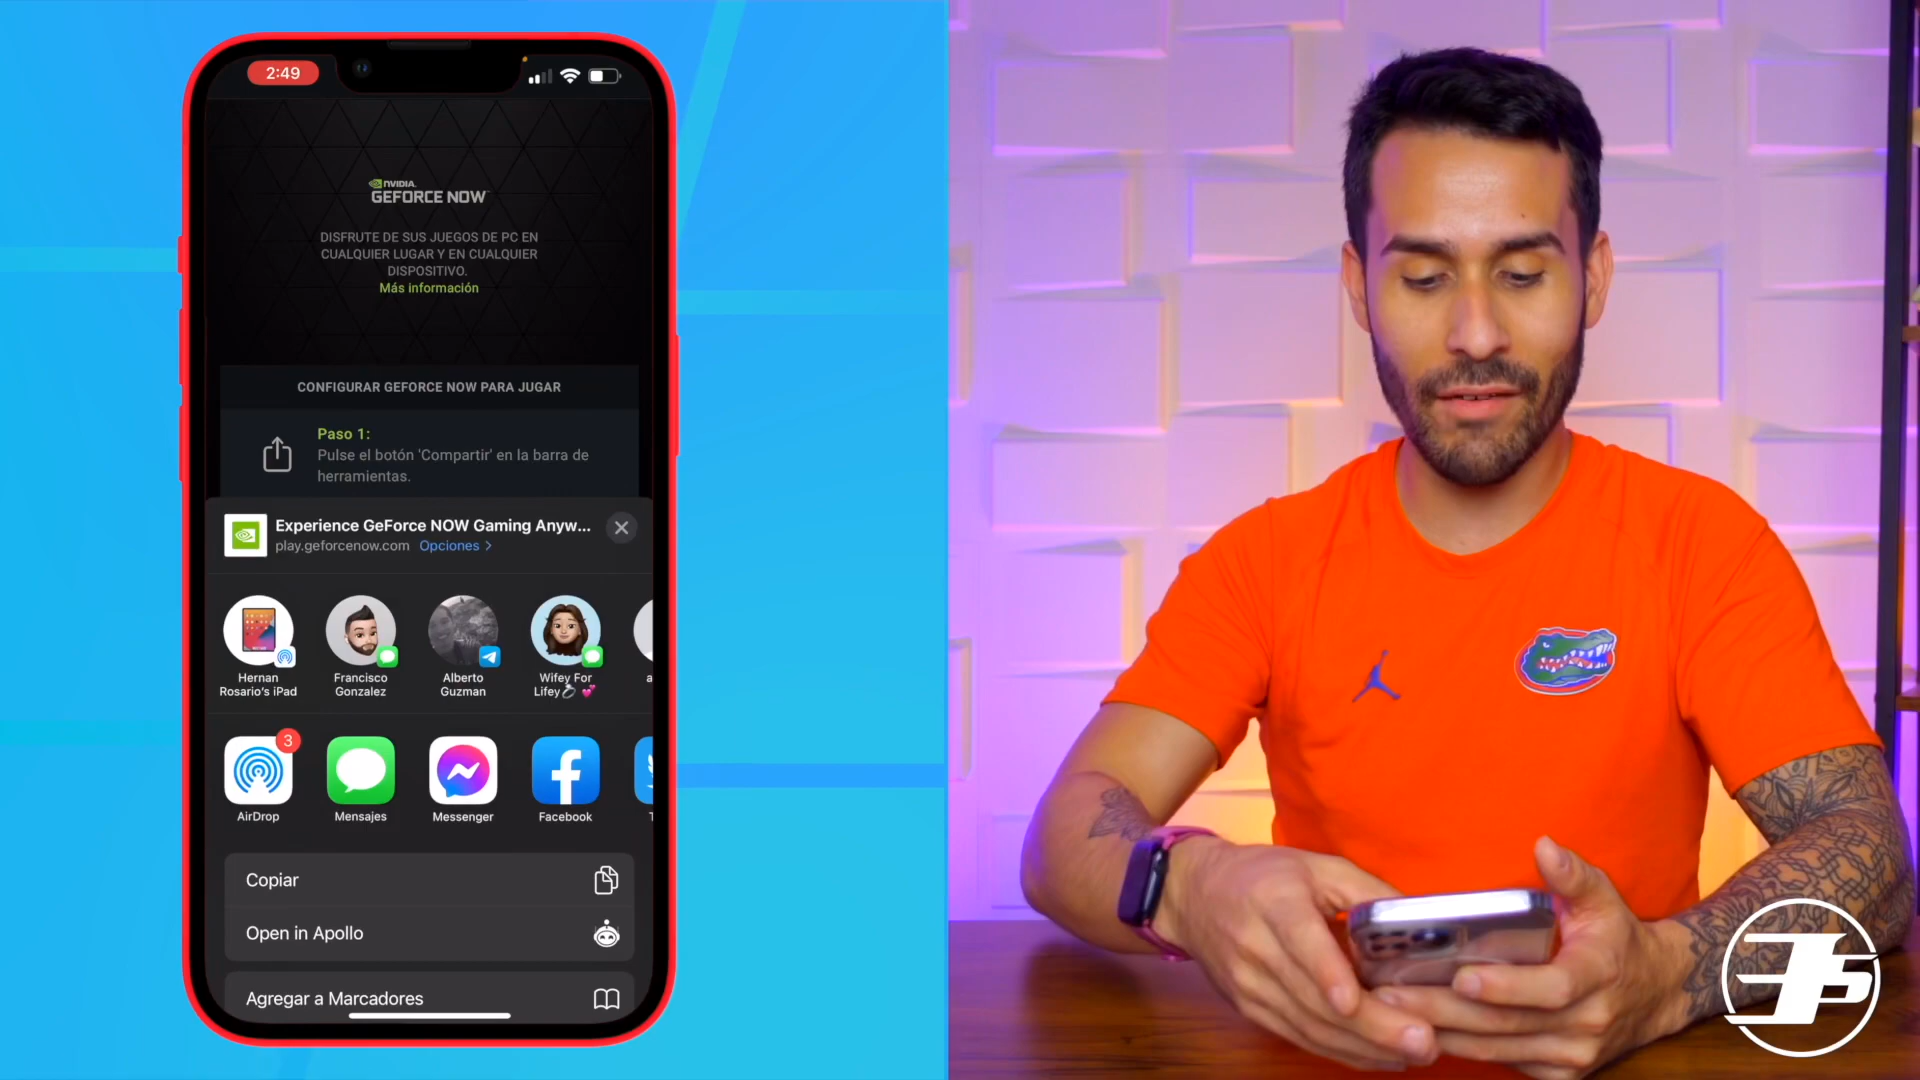 2:49
NVIDIA.
GEFORCE NOW
DISFRUTE DE SUS JUEGOS DE PC EN
CUALQUIER LUGAR Y EN CUALQUIER
DISPOSITIVO.
Más información
CONFIGURAR GEFORCE NOW PARA JUGAR
Paso 1:
Pulse el botón 'Compartir' en la barra de
herramientas.
Experience GeForce NOW Gaming Anyw...
play.geforcenow.com Opciones >
Hernan
Rosario's iPad
Francisco
Gonzalez
Alberto
Guzman
Wifey For
Lifey💍 💕
a
3
AirDrop
Mensajes
Messenger
Facebook
T
Copiar
Open in Apollo
Agregar a Marcadores